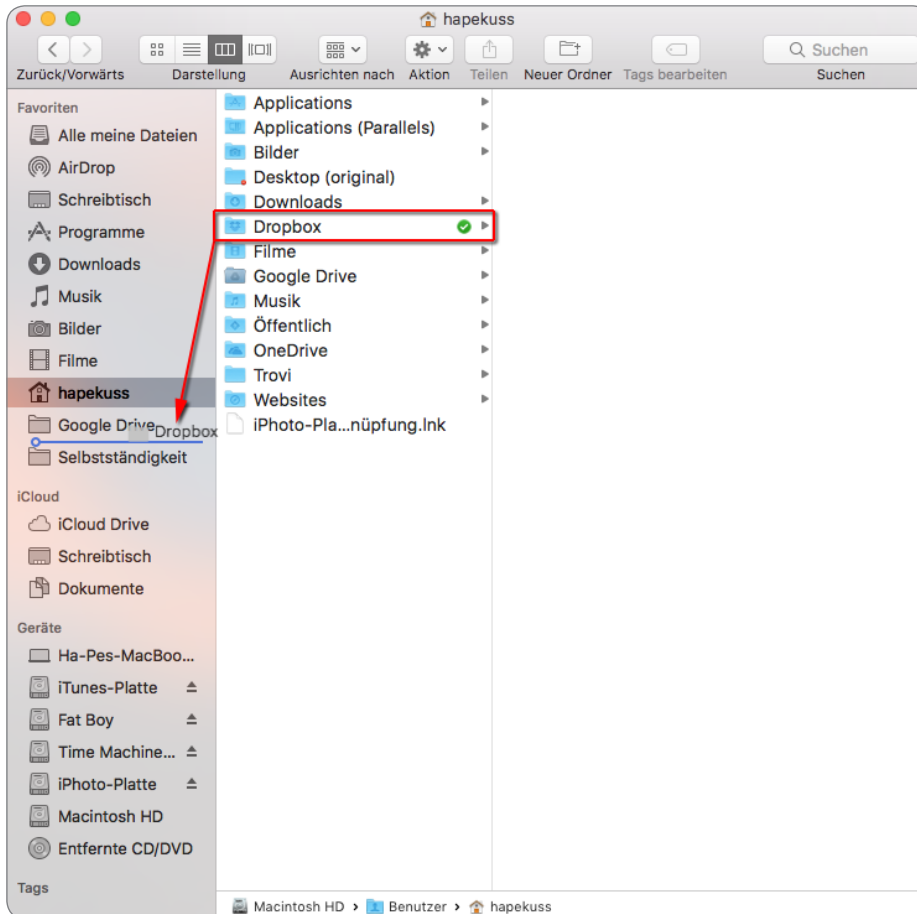 hapekuss
Suchen
Zurück/Vorwärts Darstellung Ausrichten nach Aktion Teilen Neuer Ordner Tags bearbeiten Suchen
Favoriten
Alle meine Dateien
AirDrop
Schreibtisch
Programme
Downloads
Musik
Bilder
Filme
hapekuss
Google Drive
Dropbox
Selbstständigkeit
iCloud
iCloud Drive
Schreibtisch
Dokumente
Geräte
Ha-Pes-MacBoo...
iTunes-Platte
Fat Boy
Time Machine...
iPhoto-Platte
Macintosh HD
Entfernte CD/DVD
Tags
Applications
Applications (Parallels)
Bilder
Desktop (original)
Downloads
Dropbox
Filme
Google Drive
Musik
Öffentlich
OneDrive
Trovi
Websites
iPhoto-Pla...nüpfung.lnk
Macintosh HD › Benutzer › hapekuss